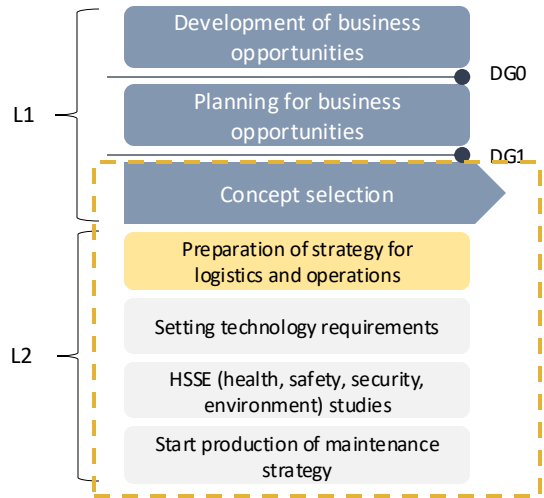 Development of business
opportunities
DG0
L1
Planning for business
opportunities
DG1
Concept selection
Preparation of strategy for
logistics and operations
Setting technology requirements
L2
HSSE (health, safety, security,
environment) studies
Start production of maintenance
strategy